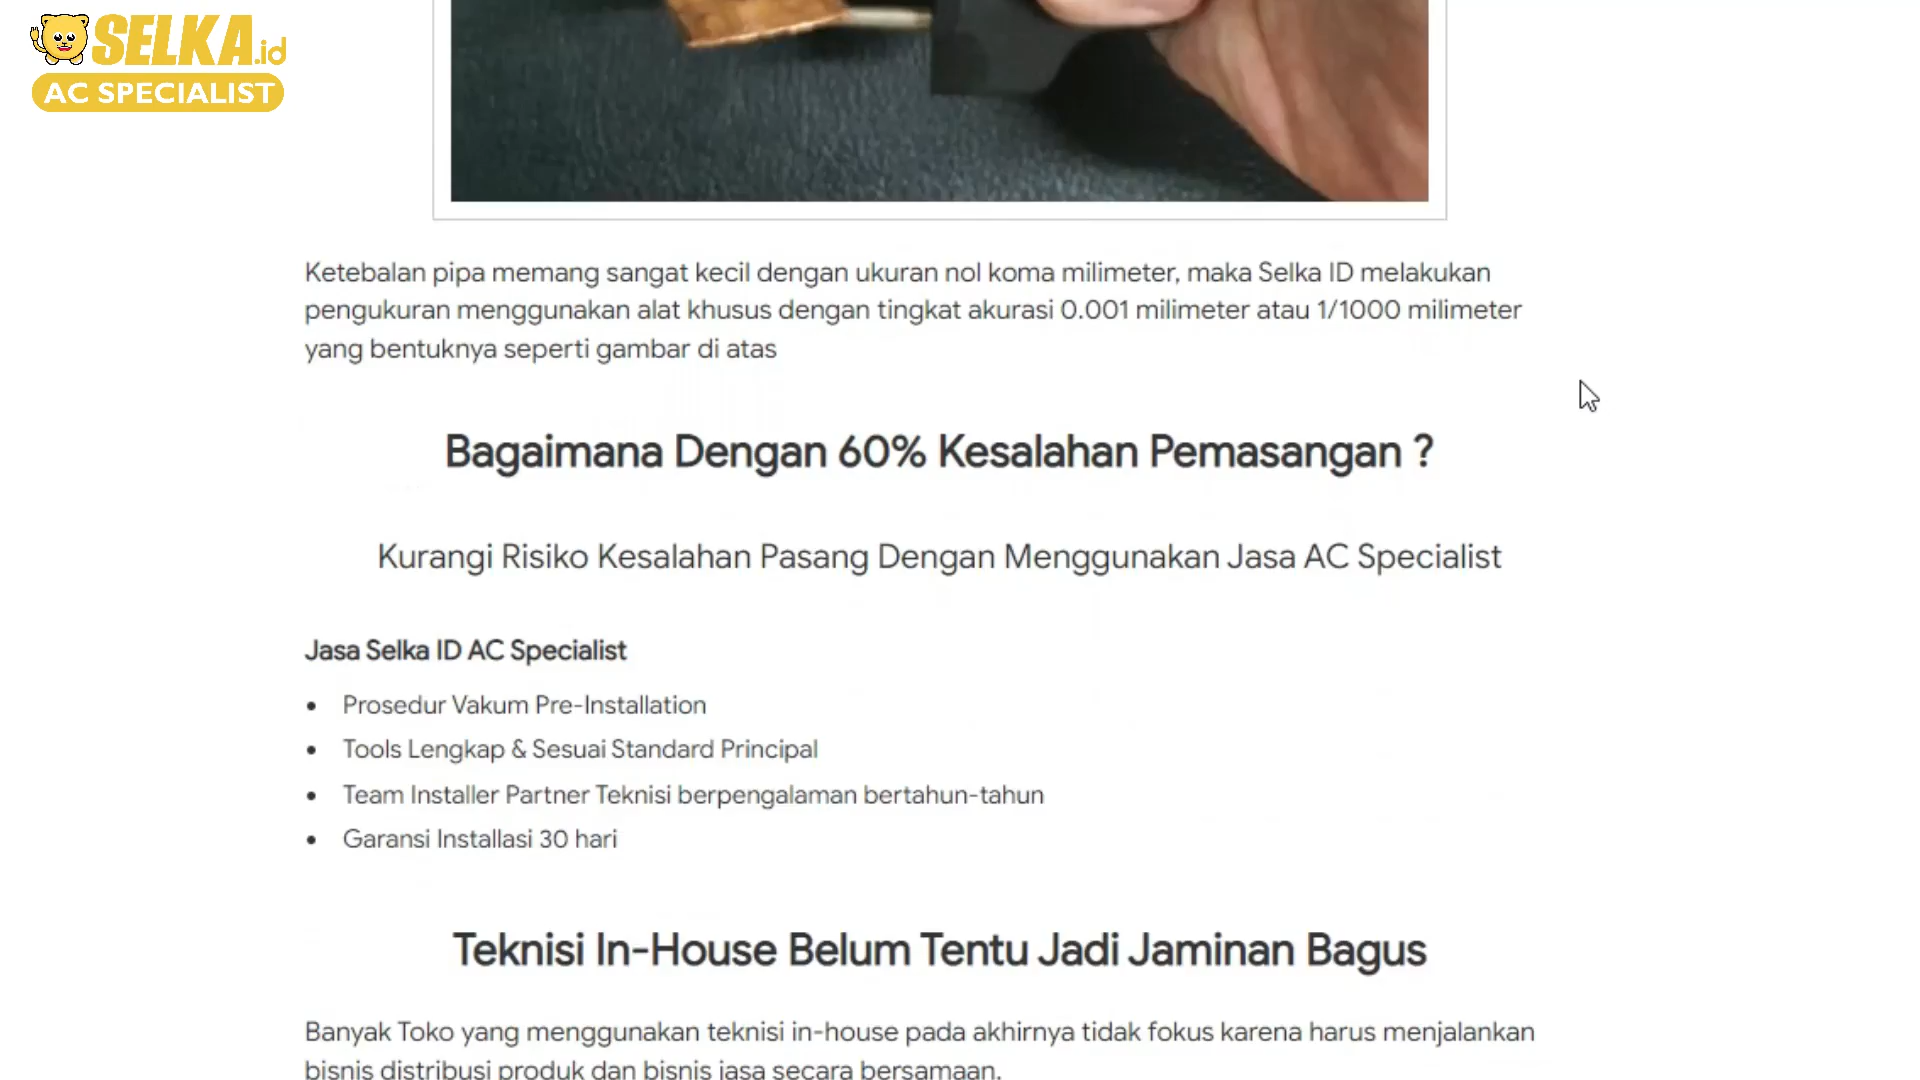 SELKA.id
AC SPECIALIST
Ketebalan pipa memang sangat kecil dengan ukuran nol koma milimeter, maka Selka ID melakukan
pengukuran menggunakan alat khusus dengan tingkat akurasi 0.001 milimeter atau 1/1000 milimeter
yang bentuknya seperti gambar di atas
Bagaimana Dengan 60% Kesalahan Pemasangan ?
Kurangi Risiko Kesalahan Pasang Dengan Menggunakan Jasa AC Specialist
Jasa Selka ID AC Specialist
• Prosedur Vakum Pre-Installation
• Tools Lengkap & Sesuai Standard Principal
• Team Installer Partner Teknisi berpengalaman bertahun-tahun
• Garansi Installasi 30 hari
Teknisi In-House Belum Tentu Jadi Jaminan Bagus
Banyak Toko yang menggunakan teknisi in-house pada akhirnya tidak fokus karena harus menjalankan
bisnis distribusi produk dan bisnis jasa secara bersamaan.